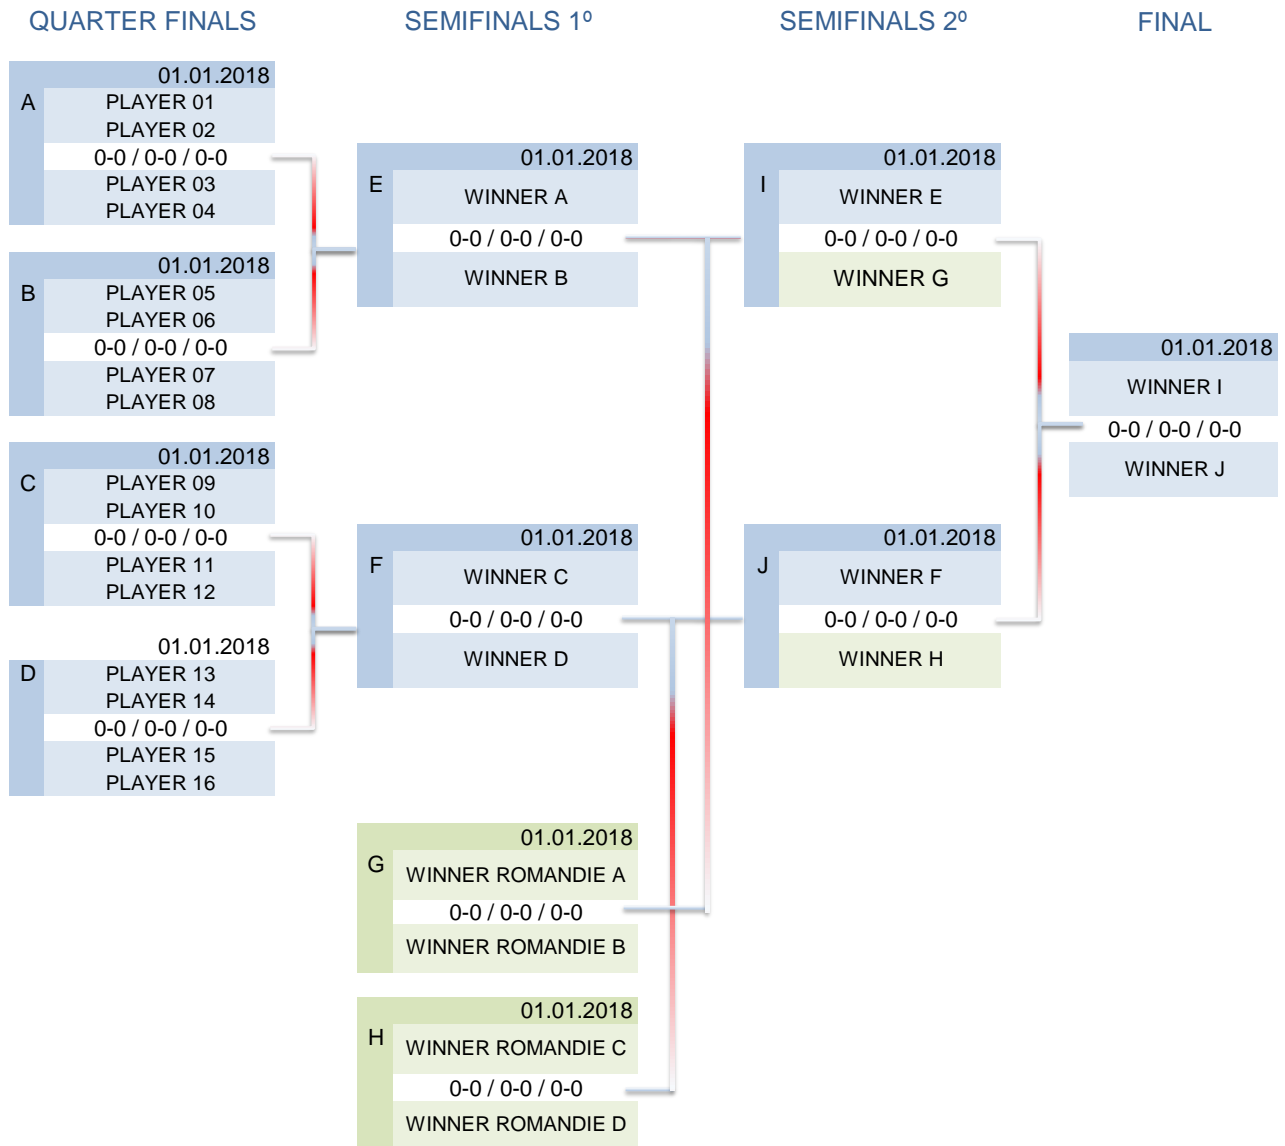 QUARTER FINALS
SEMIFINALS 1º
SEMIFINALS 2º
FINAL
01.01.2018
A
PLAYER 01
PLAYER 02
0-0 / 0-0 / 0-0
PLAYER 03
PLAYER 04
01.01.2018
B
PLAYER 05
PLAYER 06
0-0 / 0-0 / 0-0
PLAYER 07
PLAYER 08
01.01.2018
C
PLAYER 09
PLAYER 10
0-0 / 0-0 / 0-0
PLAYER 11
PLAYER 12
01.01.2018
D
PLAYER 13
PLAYER 14
0-0 / 0-0 / 0-0
PLAYER 15
PLAYER 16
01.01.2018
E
WINNER A
0-0 / 0-0 / 0-0
WINNER B
01.01.2018
F
WINNER C
0-0 / 0-0 / 0-0
WINNER D
01.01.2018
G
WINNER ROMANDIE A
0-0 / 0-0 / 0-0
WINNER ROMANDIE B
01.01.2018
H
WINNER ROMANDIE C
0-0 / 0-0 / 0-0
WINNER ROMANDIE D
01.01.2018
I
WINNER E
0-0 / 0-0 / 0-0
WINNER G
01.01.2018
J
WINNER F
0-0 / 0-0 / 0-0
WINNER H
01.01.2018
WINNER I
0-0 / 0-0 / 0-0
WINNER J